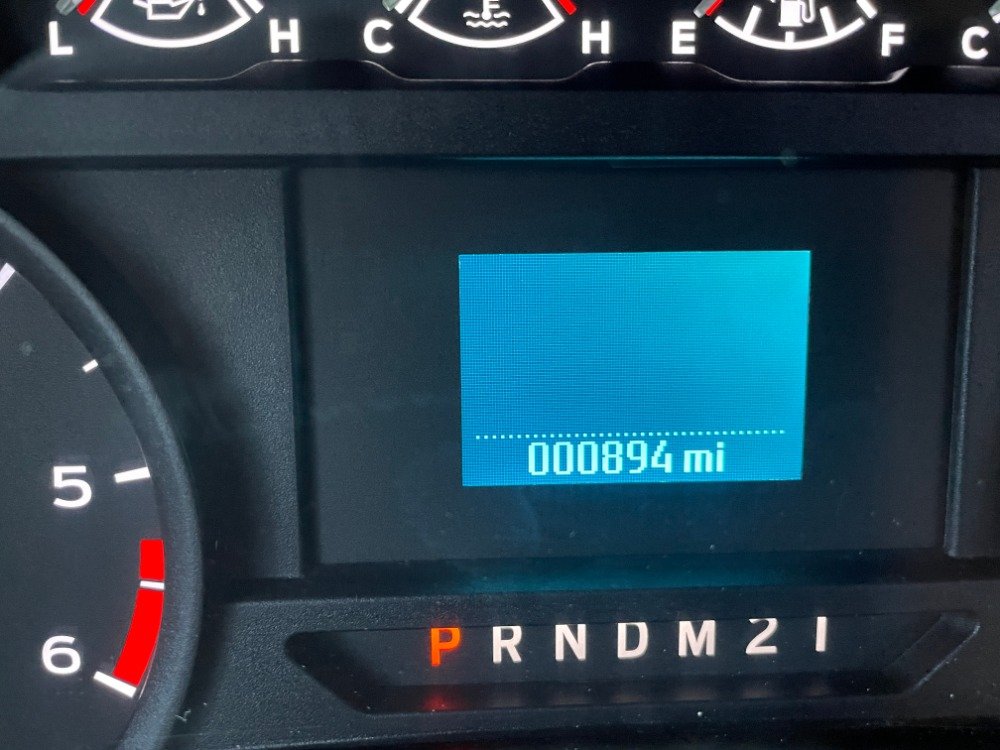 L H C H E F C
000894 mi
5
6
P R N D M 2 1